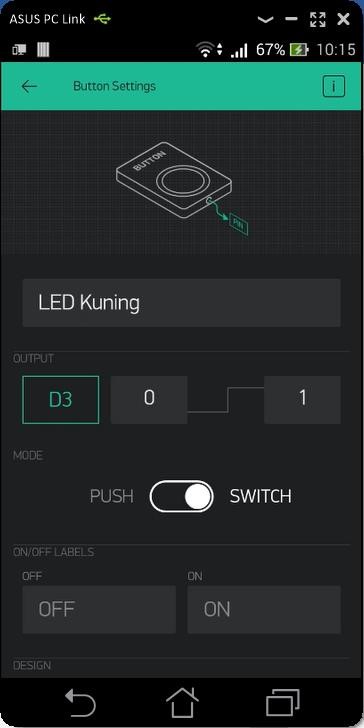 ASUS PC Link
67% 10:15
Button Settings i
BUTTON
PIN
LED Kuning
OUTPUT
D3 0 1
MODE
PUSH SWITCH
ON/OFF LABELS
OFF ON
OFF ON
DESIGN